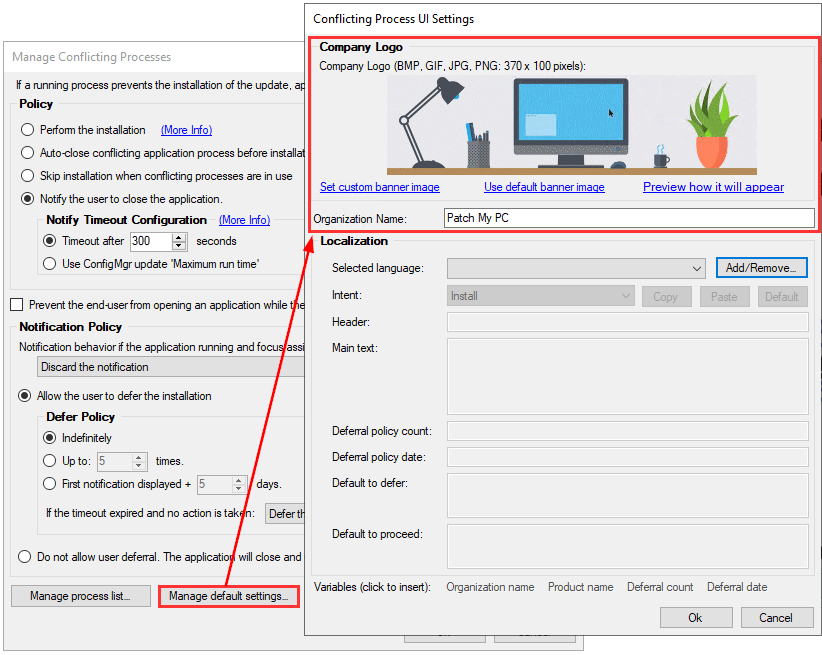 Manage Conflicting Processes
If a running process prevents the installation of the update,
Policy
Perform the installation (More Info)
Auto-close conflicting application process before
Skip installation when conflicting processes are in use
Notify the user to close the application.
Notify Timeout Configuration (More Info)
Timeout after 300 seconds
Use ConfigMgr update 'Maximum run time'
Prevent the end-user from opening an application while the
Notification Policy
Notification behavior if the application running and focus
Discard the notification
Allow the user to defer the installation
Defer Policy
Indefinitely
Up to: 5 times.
First notification displayed + 5 days.
If the timeout expired and no action is taken: Defer
Do not allow user deferral. The application will close and
Manage process list... Manage default settings...
Conflicting Process UI Settings
Company Logo
Company Logo (BMP, GIF, JPG, PNG: 370 x 100 pixels):
Set custom banner image Use default banner image Preview how it will appear
Organization Name: Patch My PC
Localization
Selected language: Add/Remove...
Intent: Install Copy Paste Default
Header:
Main text:
Deferral policy count:
Deferral policy date:
Default to defer:
Default to proceed:
Variables (click to insert): Organization name Product name Deferral count Deferral date
Ok Cancel